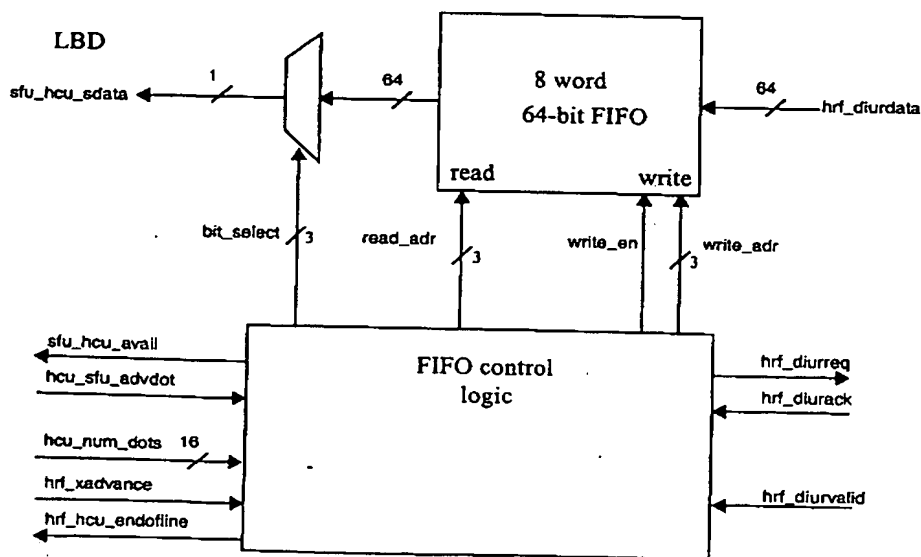 LBD
1
sfu_hcu_sdata
64
8 word
64-bit FIFO
64
hrf_diurdata
read
write
bit_select
3
read_adr
3
write_en
write_adr
3
sfu_hcu_avail
hcu_sfu_advdot
hcu_num_dots
16
hrf_xadvance
hrf_hcu_endofline
FIFO control
logic
hrf_diurreq
hrf_diurack
hrf_diurvalid